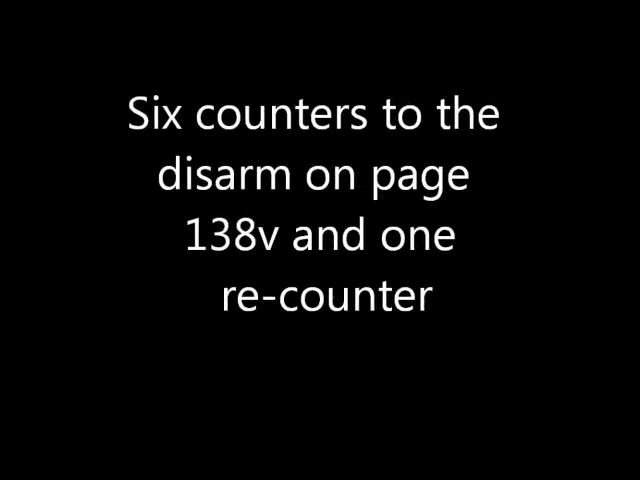 Six counters to the
disarm on page
138v and one
re-counter